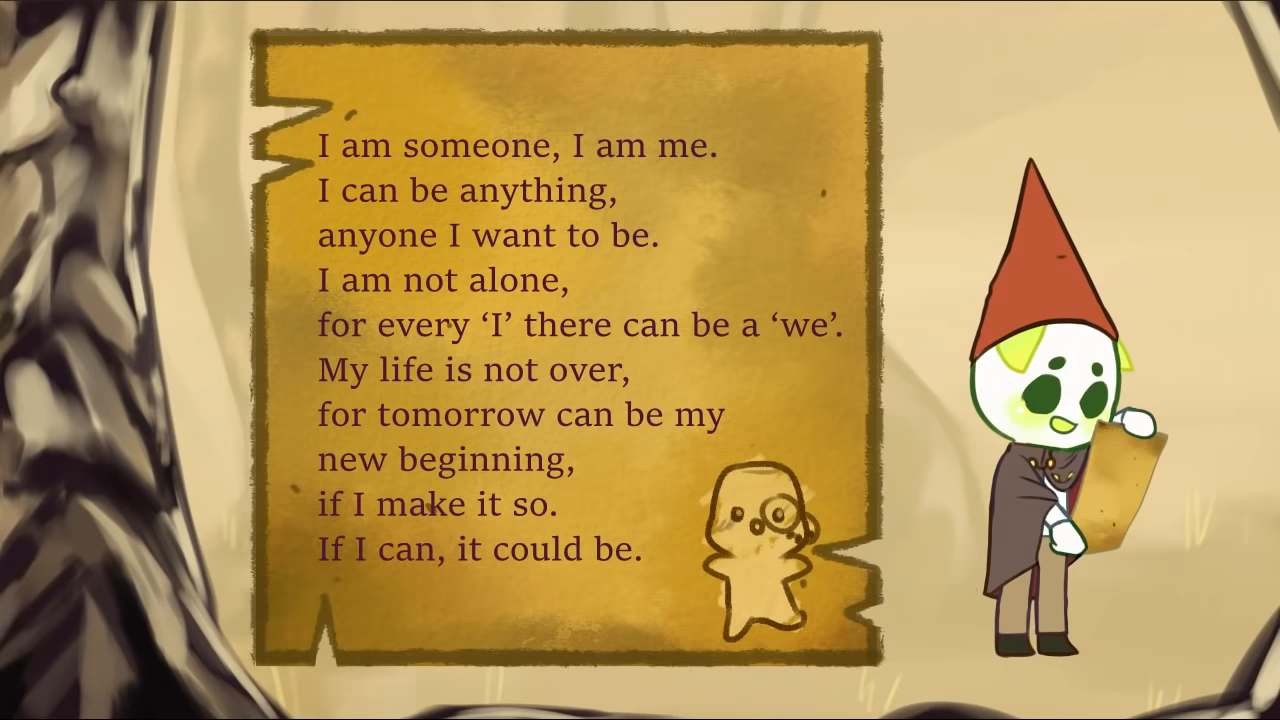 I am someone, I am me.
I can be anything,
anyone I want to be.
I am not alone,
for every ‘I’ there can be a ‘we’.
My life is not over,
for tomorrow can be my
new beginning,
if I make it so.
If I can, it could be.